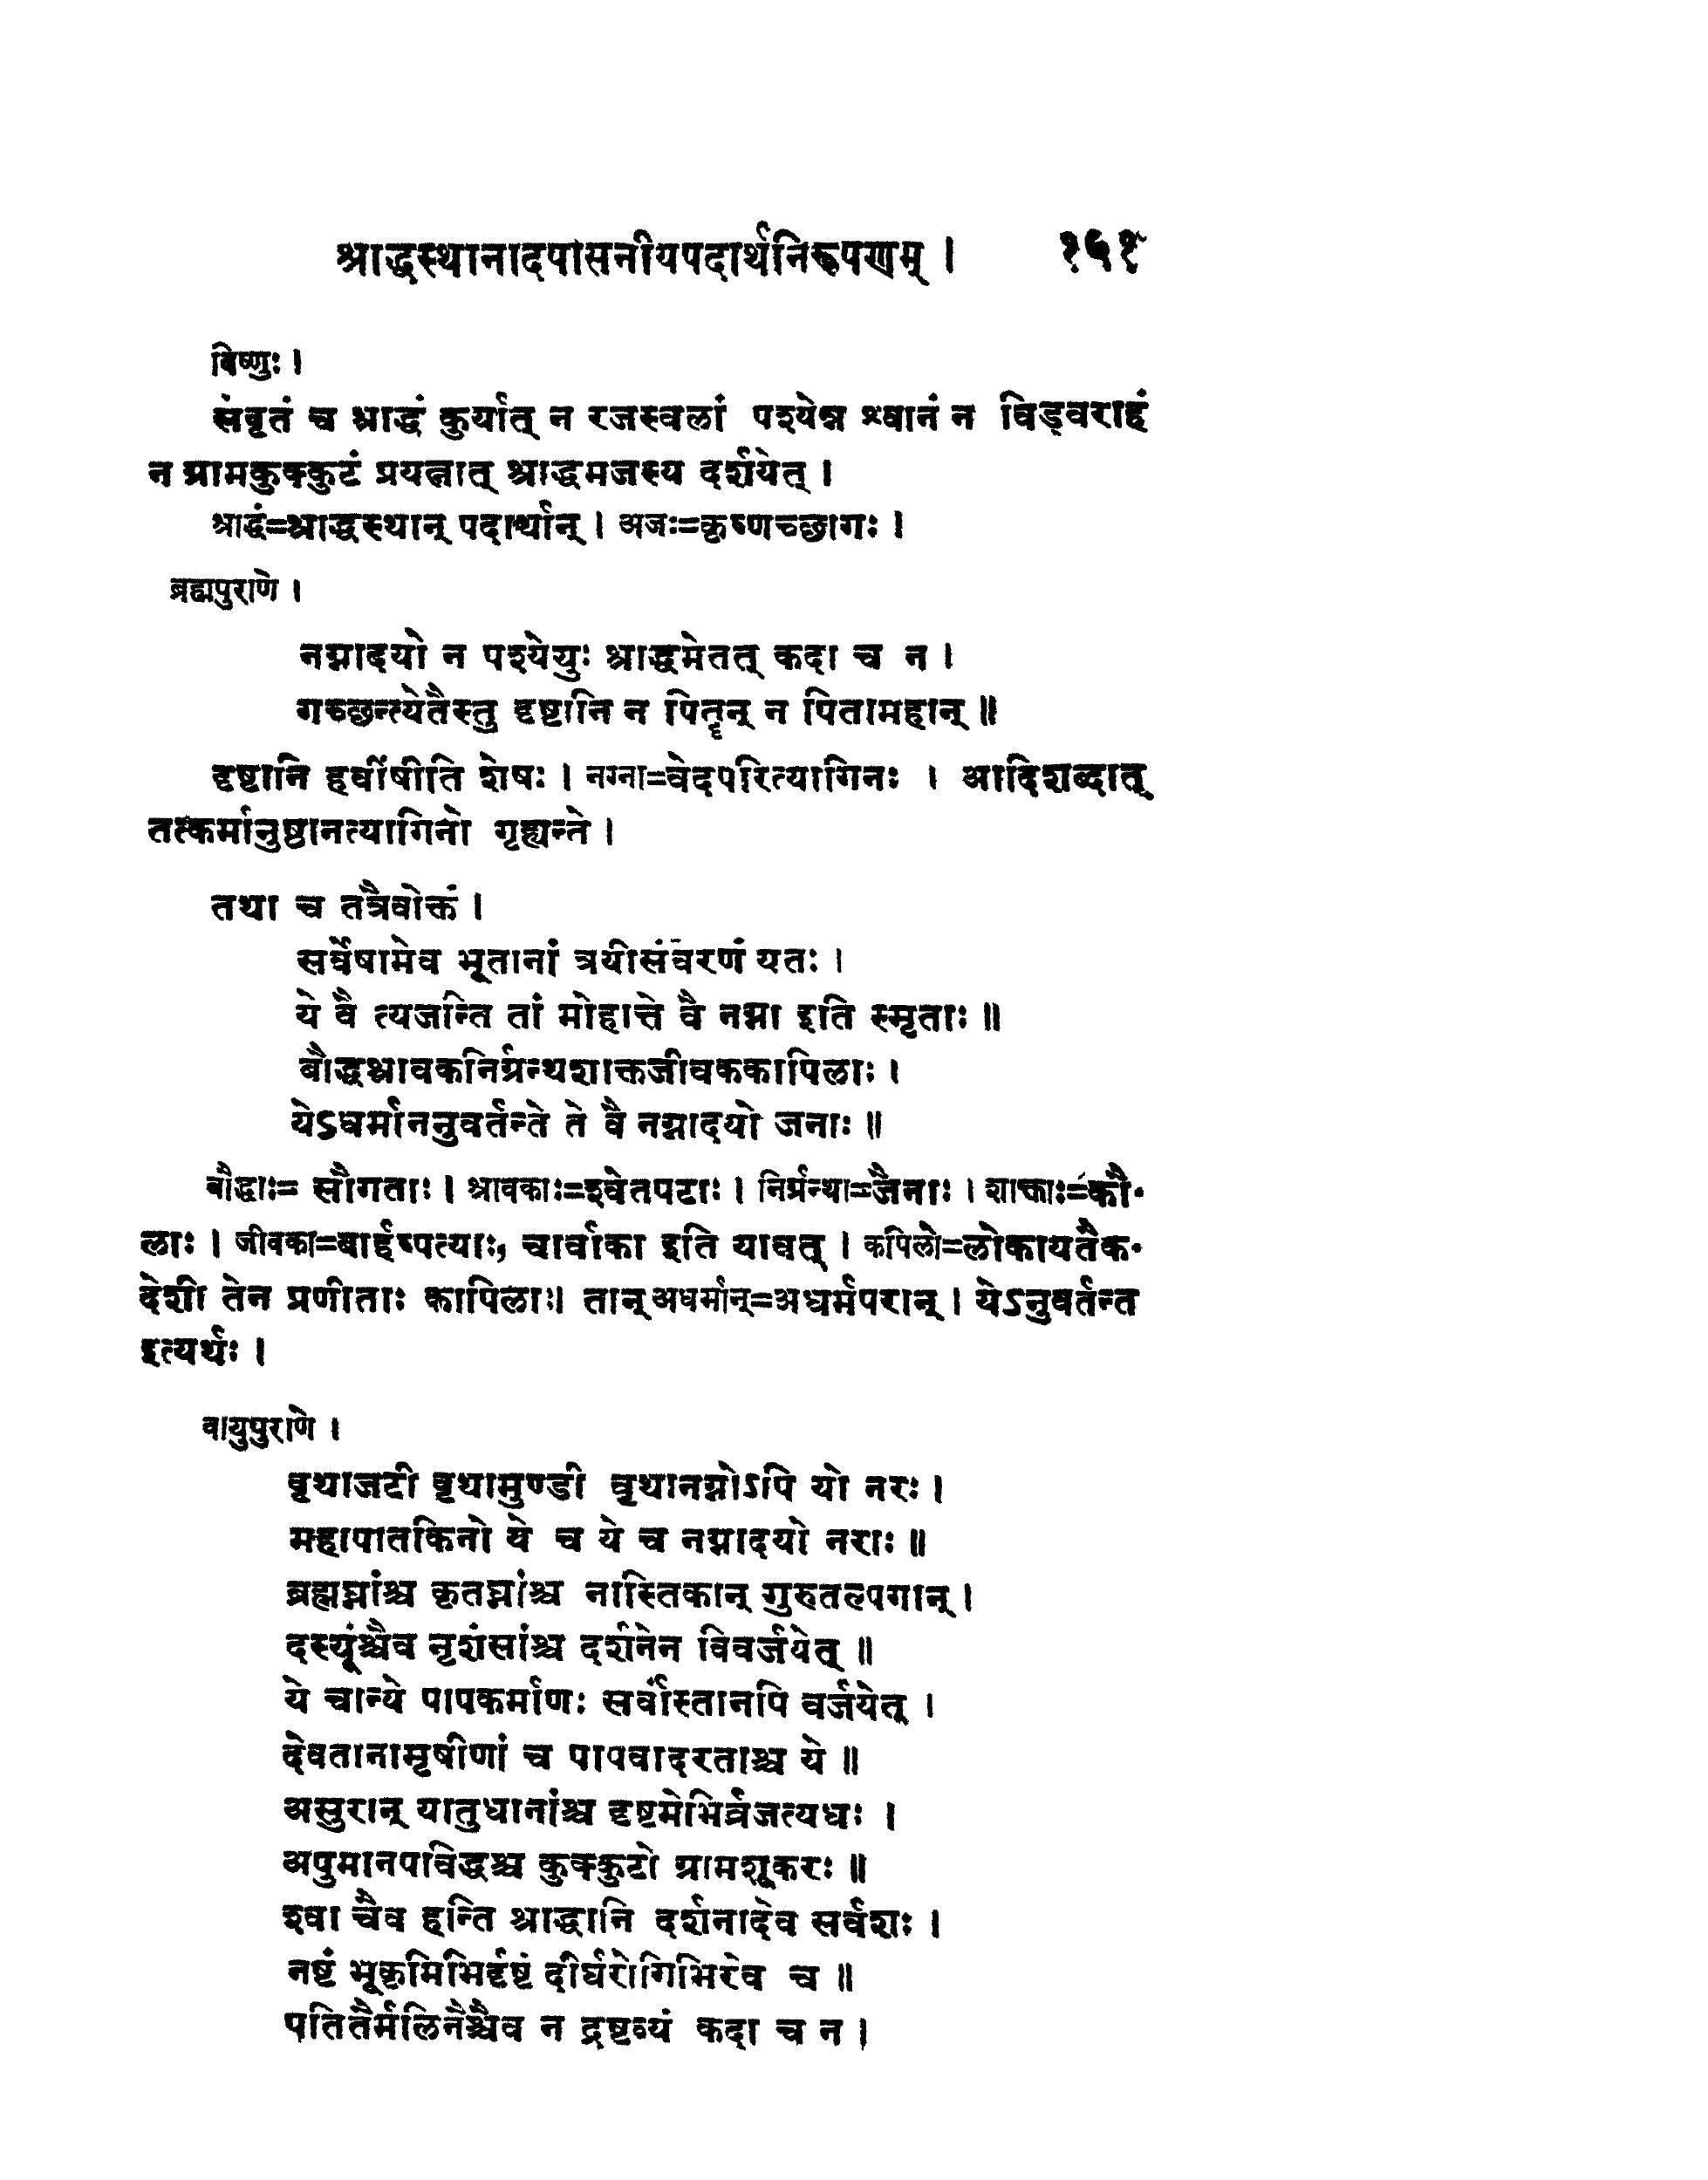 श्राद्धस्थानादपासनीयपदार्थनिरूपणम् । १५१
विष्णुः ।
संवृतं च श्राद्धं कुर्यात् न रजस्वलां पश्येन्न श्वानं न विड्वराहं
न ग्रामकुक्कुटं प्रयत्नात् श्राद्धमजस्य दर्शयेत् ।
श्राद्धं=श्राद्धस्थान् पदार्थान् । अजः=कृष्णच्छागः ।
ब्रह्मपुराणे ।
नग्नादयो न पश्येयुः श्राद्धमेतत् कदा च न ।
गच्छन्त्येतैस्तु दृष्टानि न पितॄन् न पितामहान् ॥
दृष्टानि हवींषीति शेषः । नग्ना=वेदपरित्यागिनः । आदिशब्दात्
तत्कर्मानुष्ठानत्यागिनो गृह्यन्ते ।
तथा च तत्रैवोक्तं ।
सर्वेषामेव भूतानां त्रयीसंवरणं यतः ।
ये वै त्यजन्ति तां मोहात्ते वै नग्ना इति स्मृताः ॥
बौद्धश्रावकनिर्ग्रन्थशाक्तजीवककापिलाः ।
येऽधर्माननुवर्तन्ते ते वै नग्नादयो जनाः ॥
बौद्धाः= सौगताः । श्रावकाः=श्वेतपटाः । निर्ग्रन्था=जैनाः । शाक्ताः=कौ-
लाः । जीवका=बार्हष्पत्याः, चार्वाका इति यावत् । कपिलो=लोकायतैक-
देशी तेन प्रणीताः कापिलाः। तान् अधर्मान्=अधर्मपरान् । येऽनुवर्तन्त
इत्यर्थः ।
वायुपुराणे ।
वृथाजटी वृथामुण्डी वृथानग्नोऽपि यो नरः ।
महापातकिनो ये च ये च नग्नादयो नराः ॥
ब्रह्मघ्नांश्च कृतघ्नांश्च नास्तिकान् गुरुतल्पगान् ।
दस्यूंश्चैव नृशंसांश्च दर्शनेन विवर्जयेत् ॥
ये चान्ये पापकर्माणः सर्वांस्तानपि वर्जयेत् ।
देवतानामृषीणां च पापवादरताश्च ये ॥
असुरान् यातुधानांश्च दृष्टमेभिर्व्रजत्यधः ।
अपुमानपविद्धश्च कुक्कुटो ग्रामशूकरः ॥
श्वा चैव हन्ति श्राद्धानि दर्शनादेव सर्वशः ।
नष्टं भूकृमिभिर्दृष्टं दीर्घरोगिभिरेव च ॥
पतितैर्मलिनैश्चैव न द्रष्टव्यं कदा च न ।